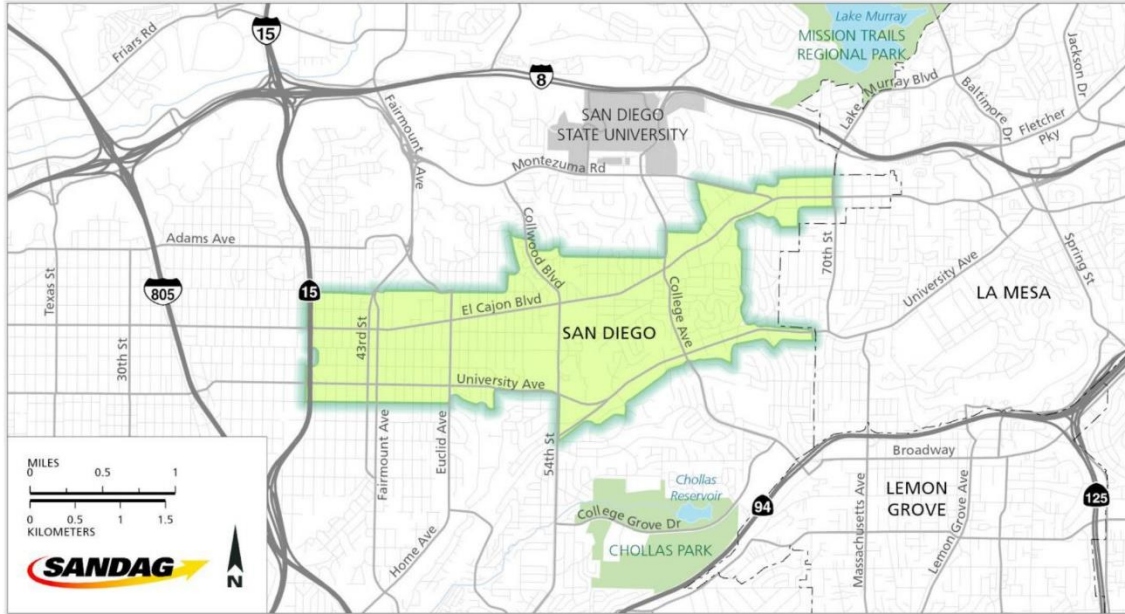 Lake Murray
MISSION TRAILS
REGIONAL PARK
15
Friars Rd
8
Jackson Dr
Murray Blvd
Lake
Baltimore Dr
Fletcher
Pky
Fairmount Ave
SAN DIEGO
STATE UNIVERSITY
Montezuma Rd
Adams Ave
Collwood Blvd
Texas St
805
15
70th St
University Ave
Spring St
LA MESA
El Cajon Blvd
43rd St
30th St
SAN DIEGO
College Ave
University Ave
Fairmount Ave
Euclid Ave
54th St
Broadway
MILES
0 0.5 1
0 0.5 1 1.5
KILOMETERS
N
SANDAG
Home Ave
Chollas
Reservoir
College Grove Dr
CHOLLAS PARK
94
Massachusetts Ave
LEMON
GROVE
Lemon Grove Ave
125